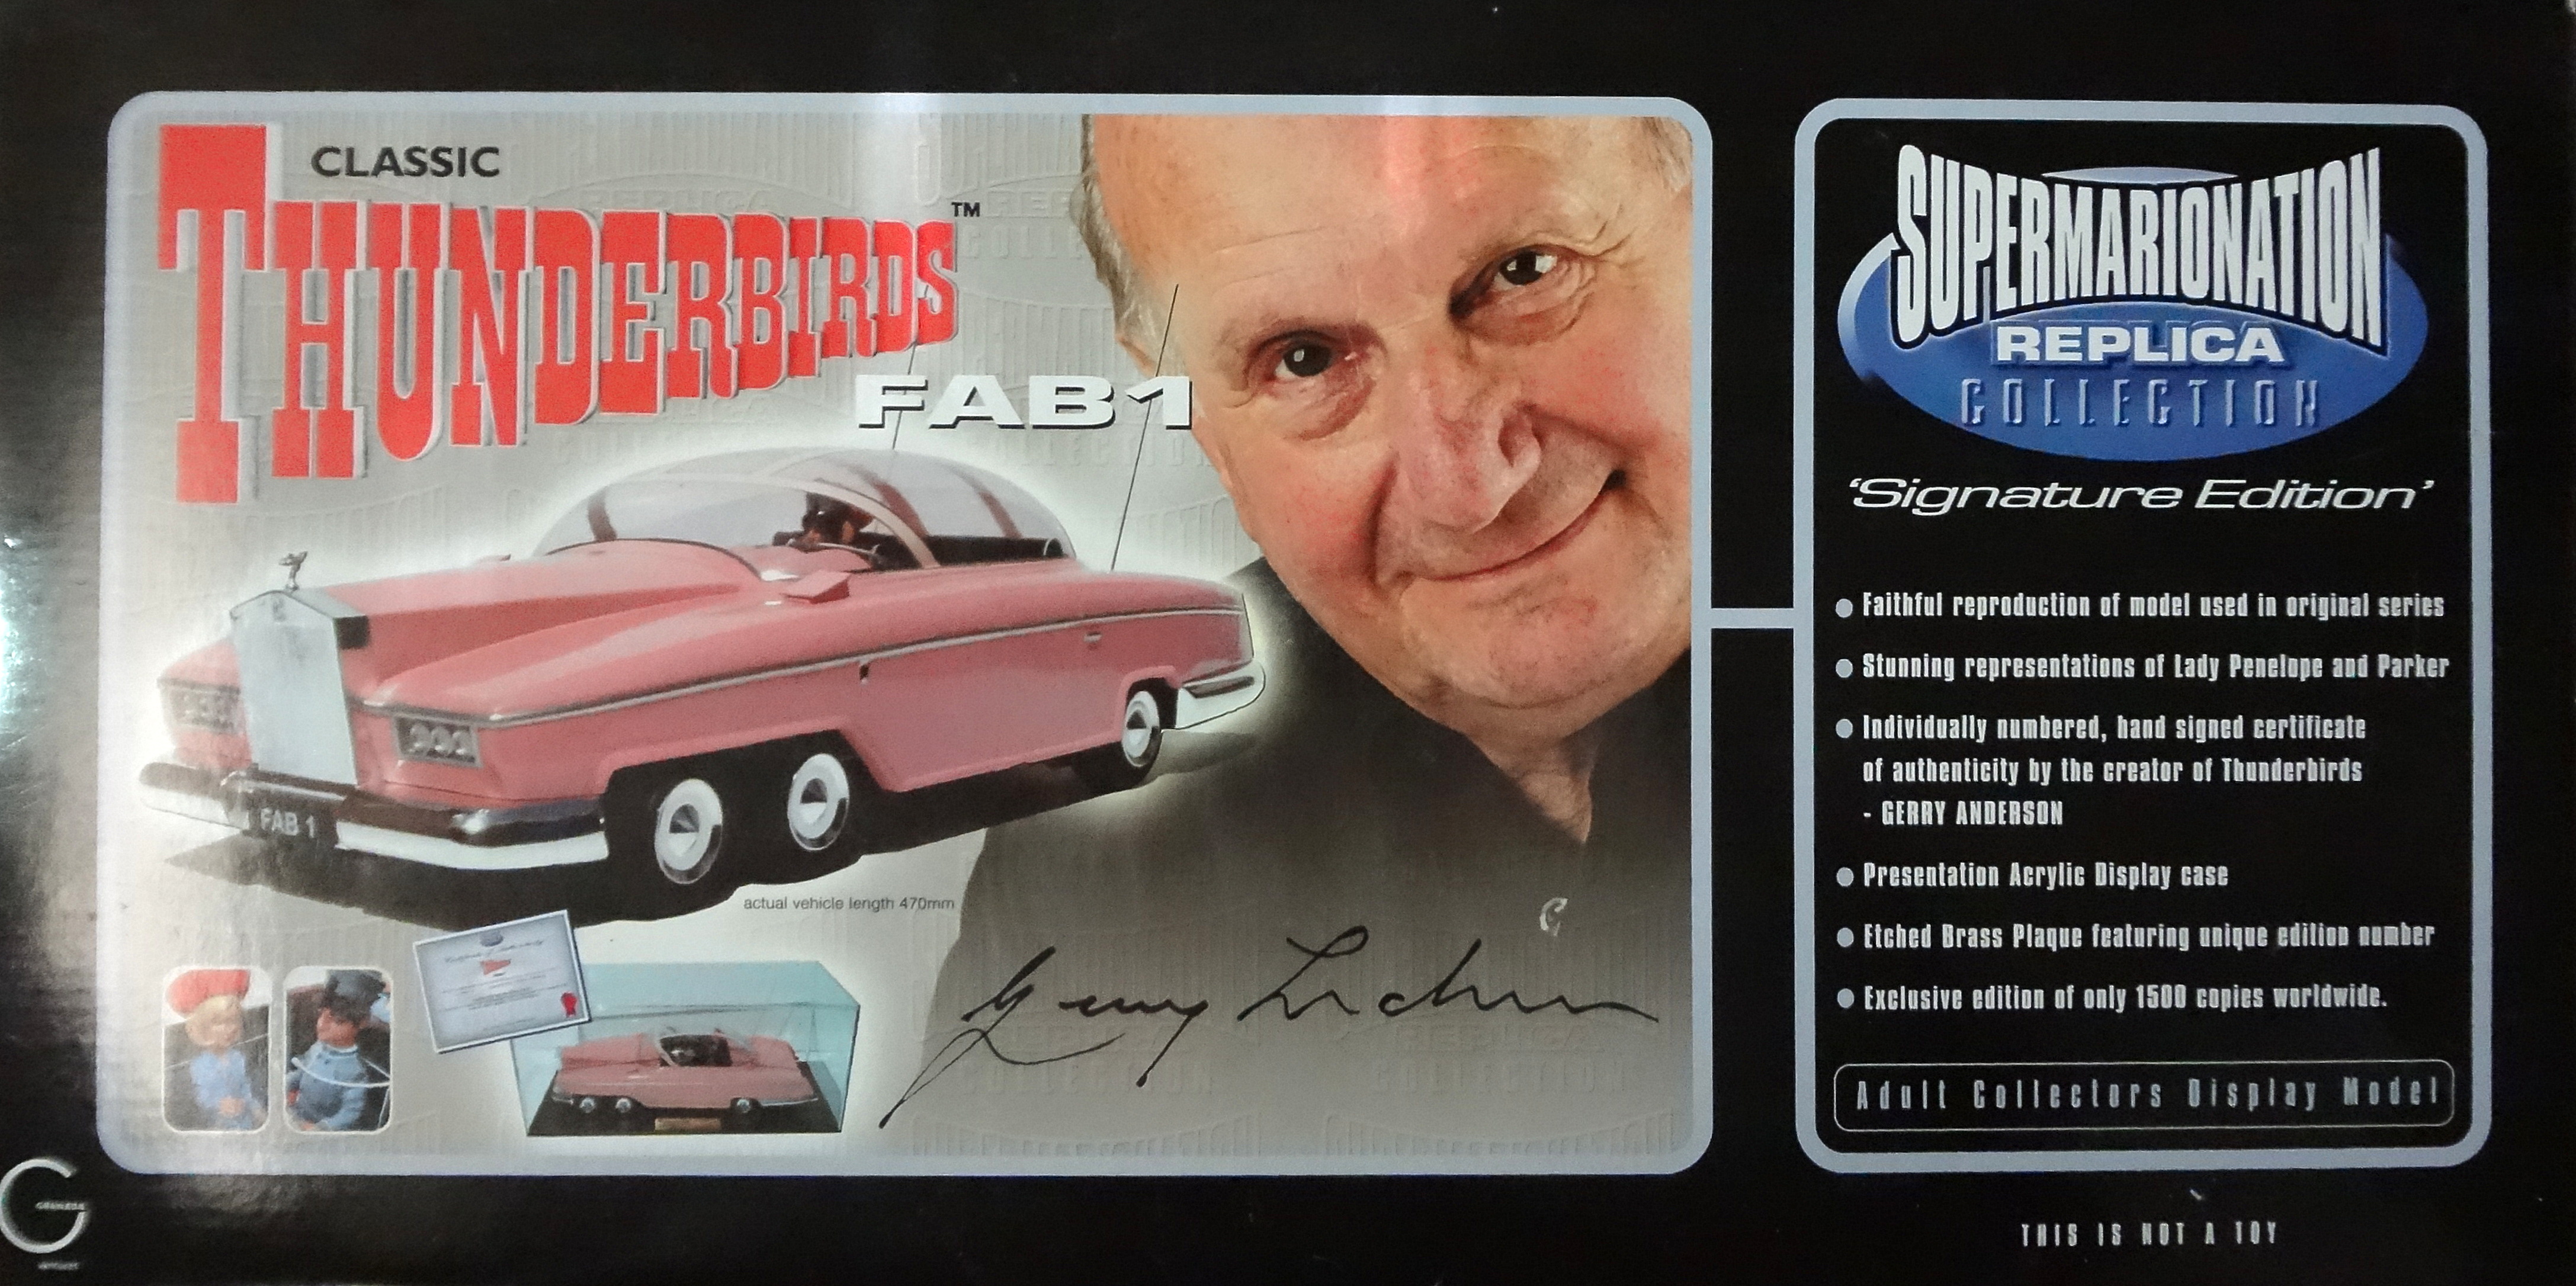 CLASSIC
THUNDERBIRDS™
FAB1
FAB 1
actual vehicle length 470mm
Gerry Anderson
SUPERMARIONATION
REPLICA
COLLECTION
‘Signature Edition’
Faithful reproduction of model used in original series
Stunning representations of Lady Penelope and Parker
Individually numbered, hand signed certificate
of authenticity by the creator of Thunderbirds
- GERRY ANDERSON
Presentation Acrylic Display case
Etched Brass Plaque featuring unique edition number
Exclusive edition of only 1500 copies worldwide.
Adult Collectors Display Model
GRANADA
THIS IS NOT A TOY